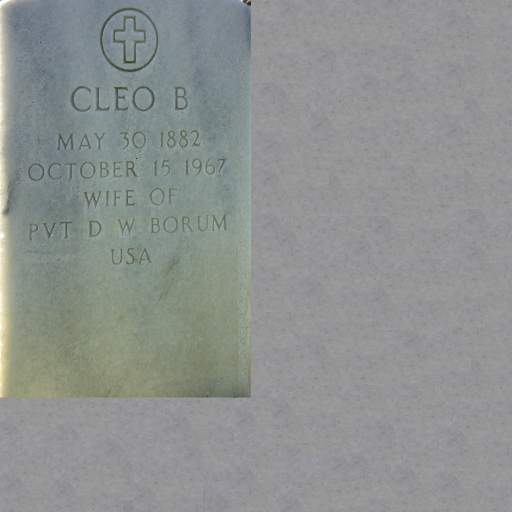 CLEO B
MAY 30 1882
OCTOBER 15 1967
WIFE OF
PVT D W BORUM
USA